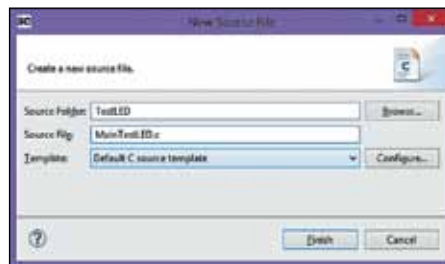 New Source File
Create a new source file.
Source Folder: TestLED Browse...
Source File: MainTestLED.c
Template: Default C source template Configure...
Finish Cancel